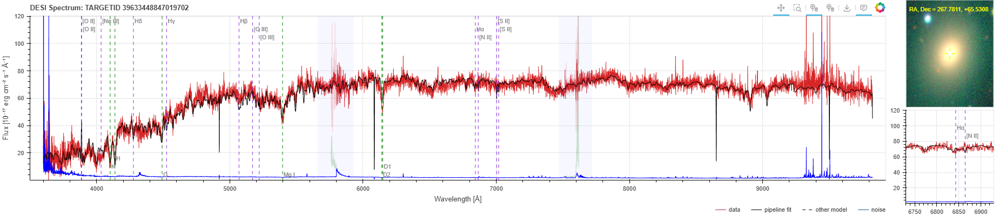 DESI Spectrum: TARGETID 39633448847019702
RA, Dec = 267.7811, +65.5308
120
100
80
60
40
20
Flux [10⁻¹⁷ erg cm⁻² s⁻¹ Å⁻¹]
[O II]
[O II]
[Ne III]
Hδ
Hγ
Hβ
[O III]
[O III]
Hα
[N II]
[S II]
[S II]
K
H
G
Mg I
D1
D2
4000 5000 6000 7000 8000 9000
Wavelength [Å]
data pipeline fit other model noise
120
100
80
60
40
20
Hα
[N II]
6750 6800 6850 6900